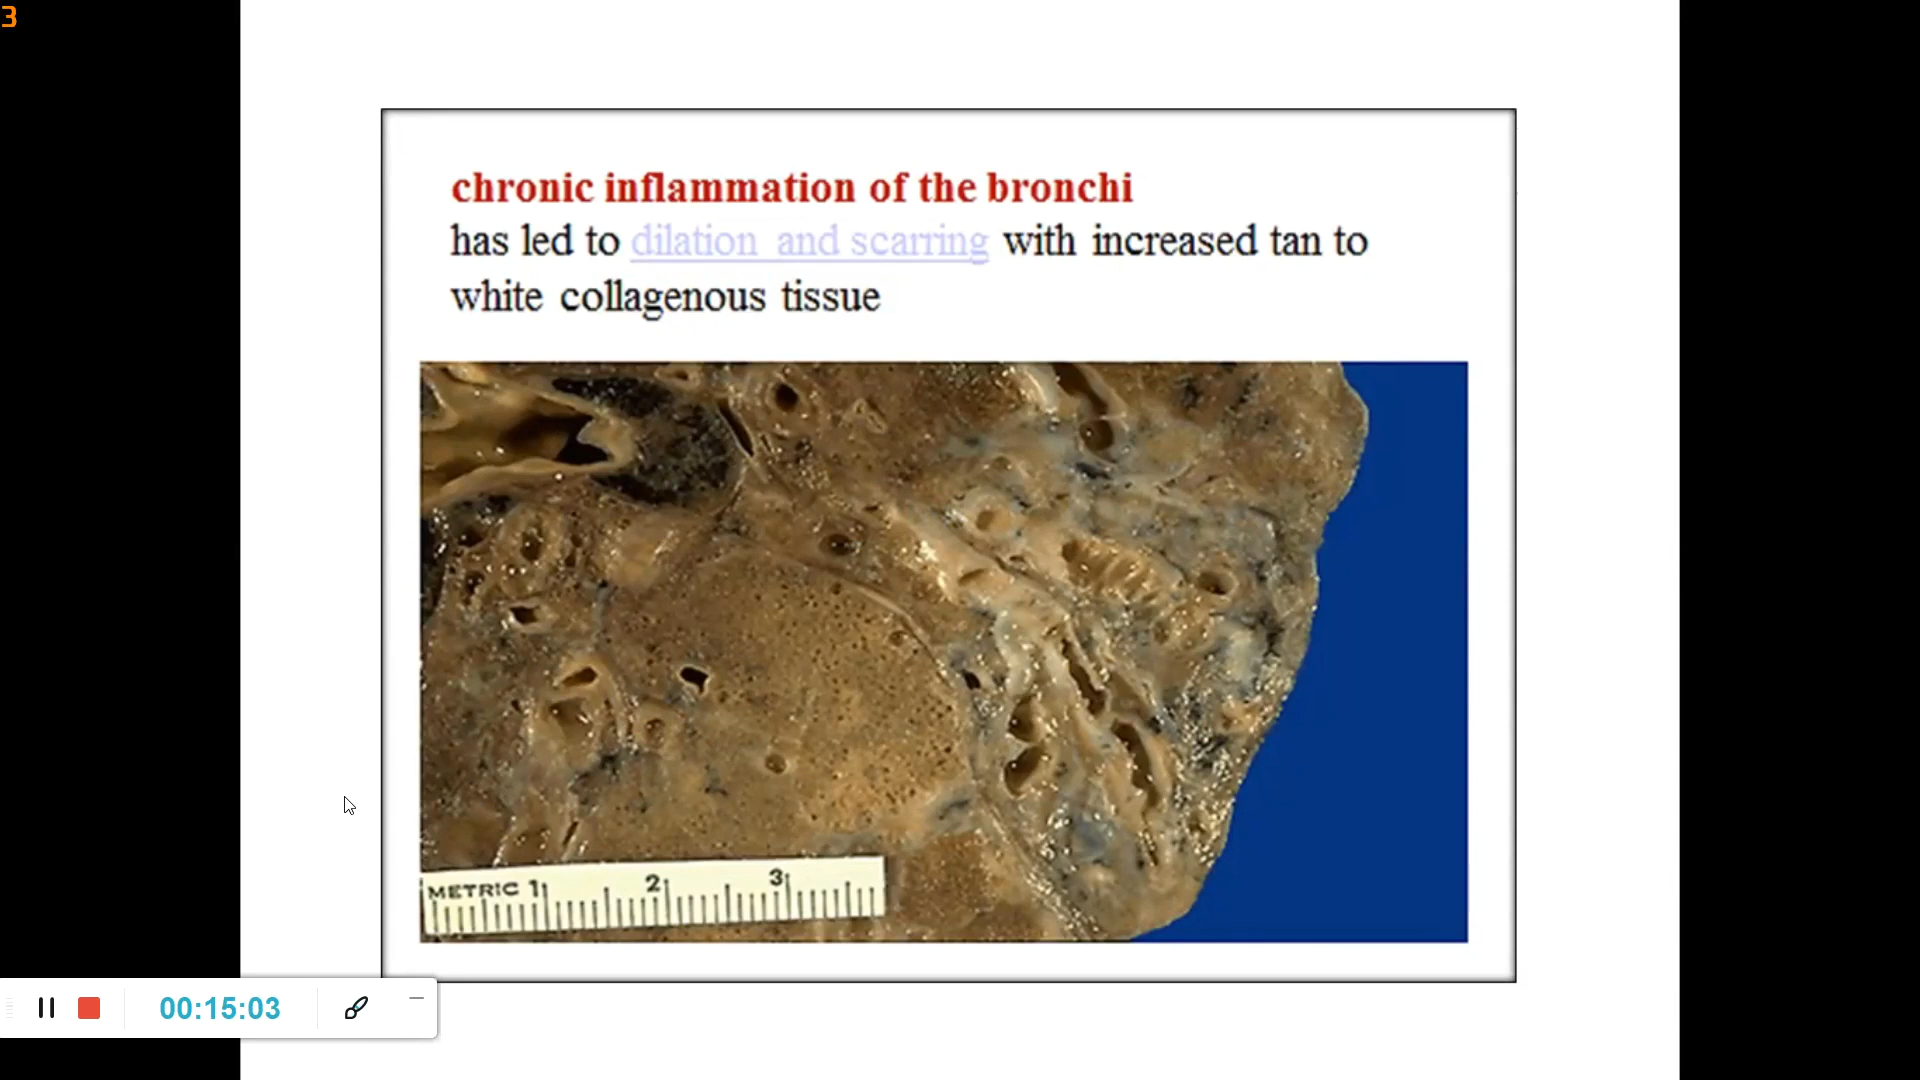 3
chronic inflammation of the bronchi
has led to dilation and scarring with increased tan to
white collagenous tissue
METRIC 1 2 3
00:15:03